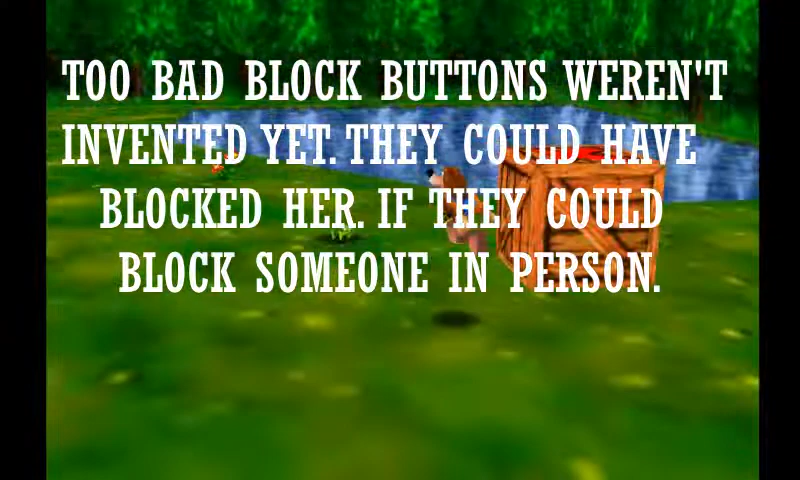 TOO BAD BLOCK BUTTONS WEREN'T
INVENTED YET. THEY COULD HAVE
BLOCKED HER. IF THEY COULD
BLOCK SOMEONE IN PERSON.